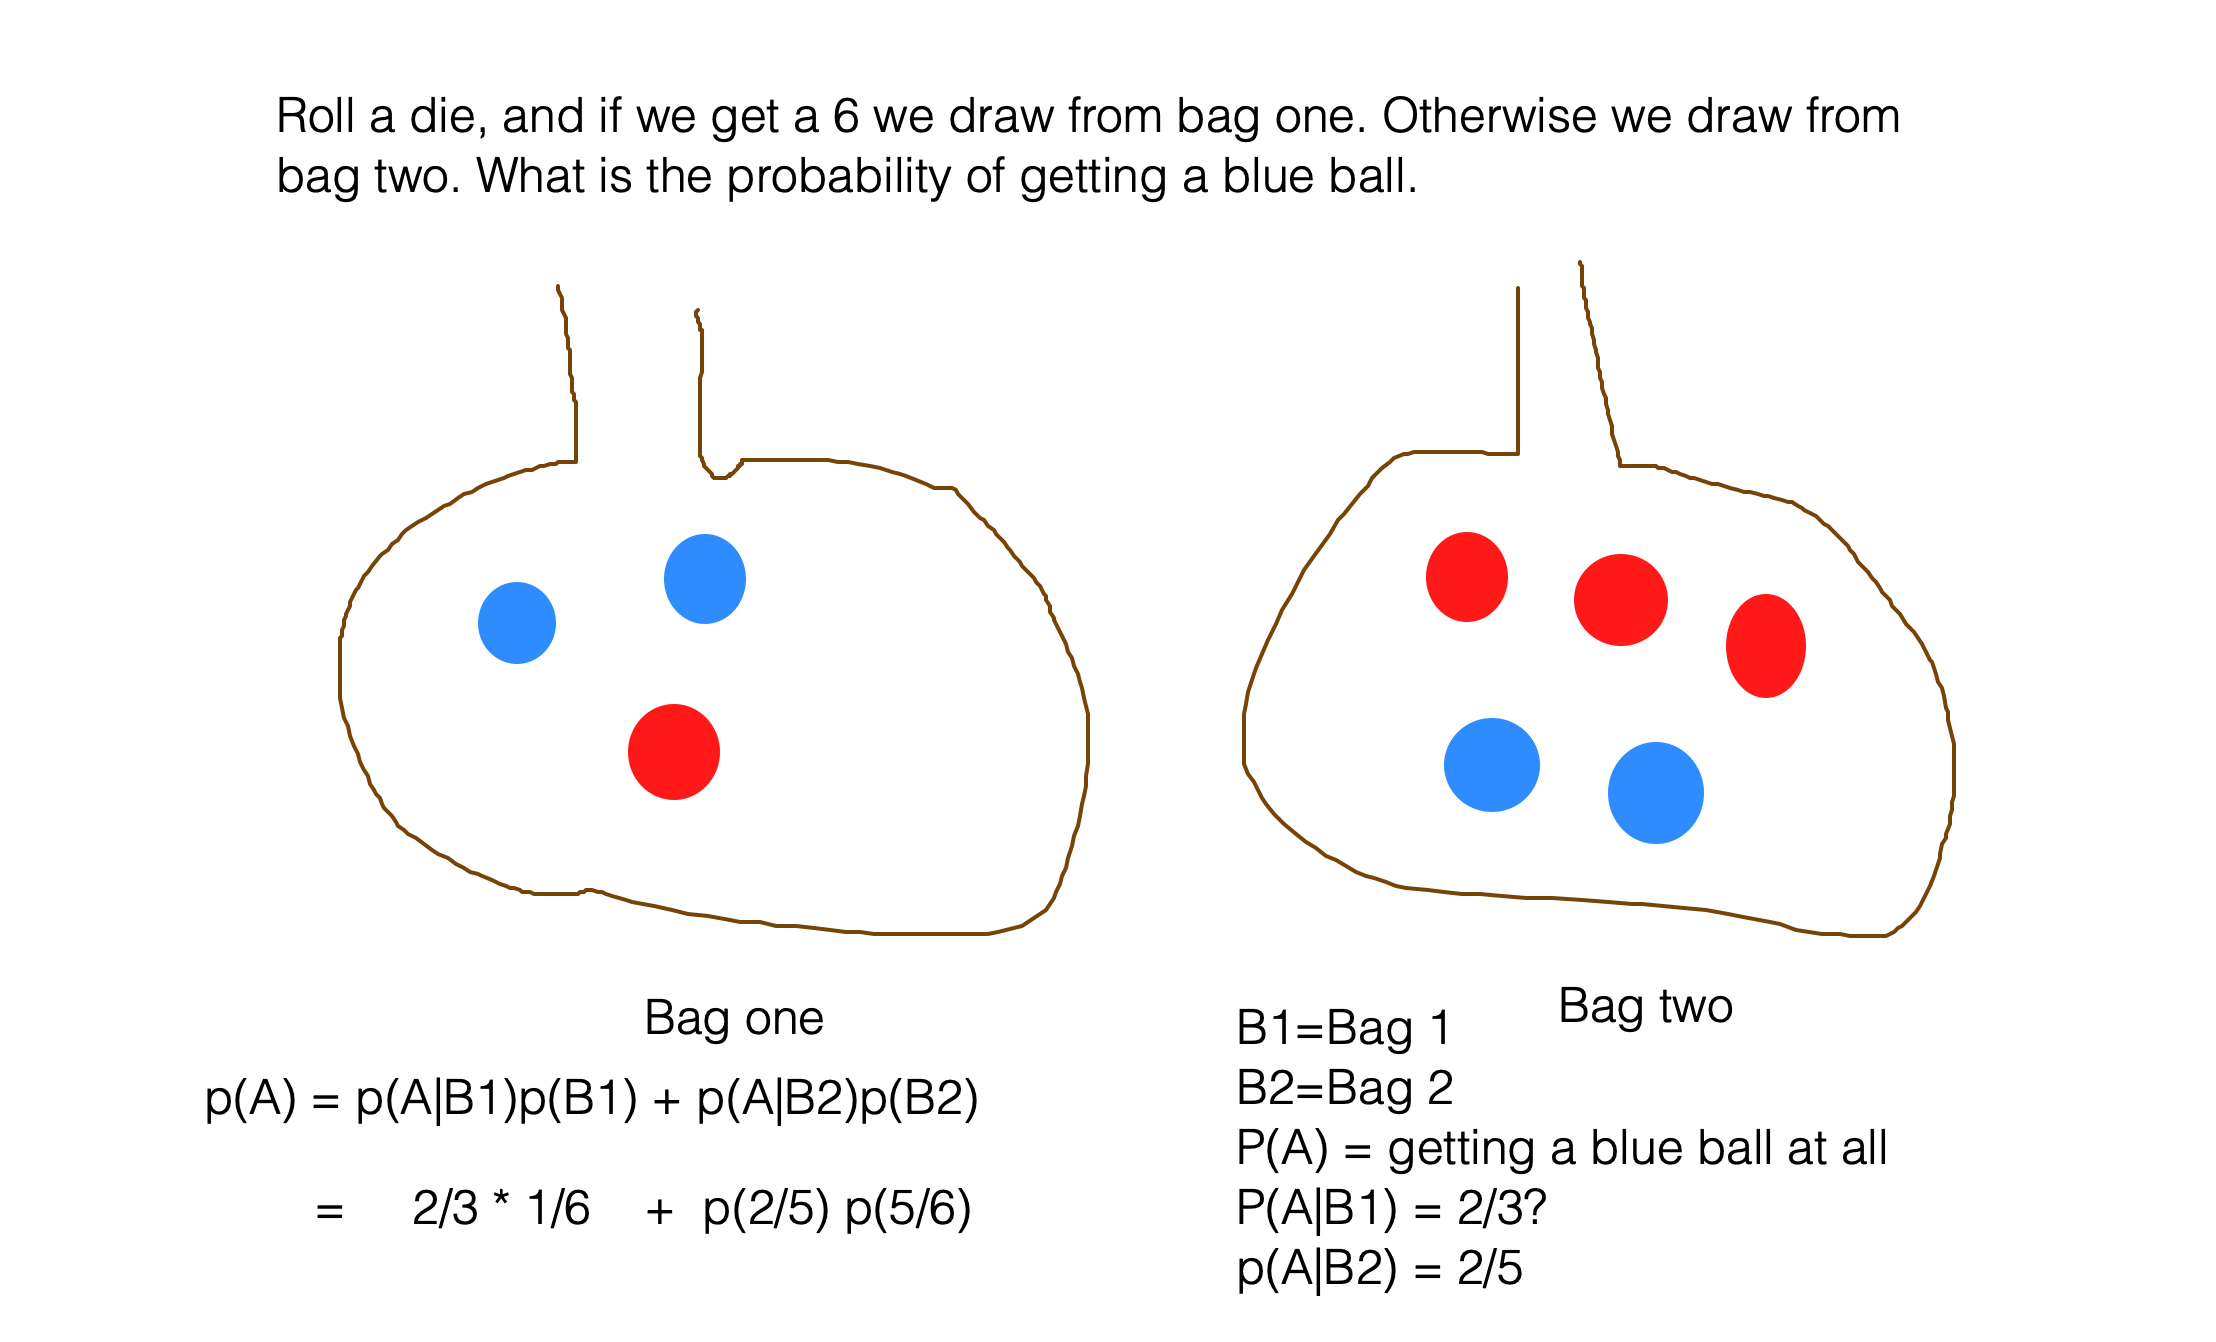 Roll a die, and if we get a 6 we draw from bag one. Otherwise we draw from
bag two. What is the probability of getting a blue ball.
Bag one
Bag two
p(A) = p(A|B1)p(B1) + p(A|B2)p(B2)
= 2/3 * 1/6 + p(2/5) p(5/6)
B1=Bag 1
B2=Bag 2
P(A) = getting a blue ball at all
P(A|B1) = 2/3?
p(A|B2) = 2/5